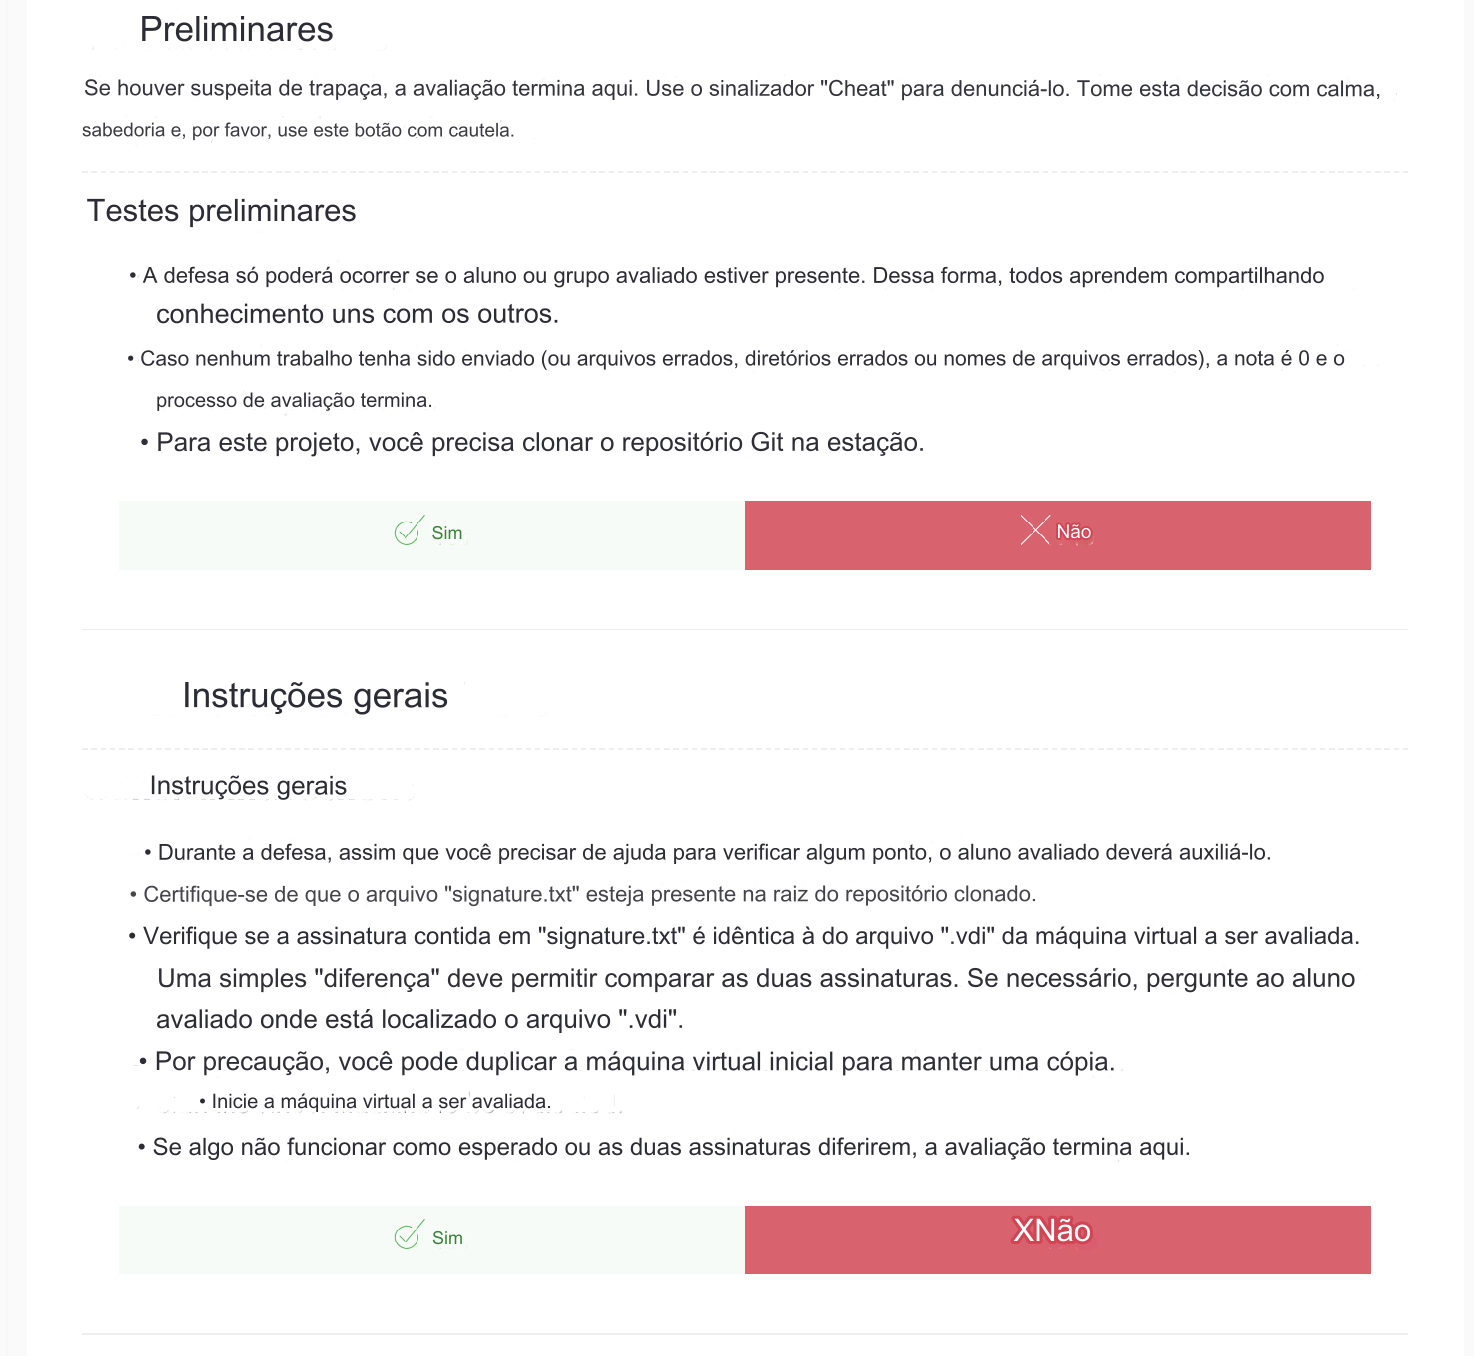 Preliminares
Se houver suspeita de trapaça, a avaliação termina aqui. Use o sinalizador "Cheat" para denunciá-lo. Tome esta decisão com calma,
sabedoria e, por favor, use este botão com cautela.
Testes preliminares
• A defesa só poderá ocorrer se o aluno ou grupo avaliado estiver presente. Dessa forma, todos aprendem compartilhando
conhecimento uns com os outros.
• Caso nenhum trabalho tenha sido enviado (ou arquivos errados, diretórios errados ou nomes de arquivos errados), a nota é 0 e o
processo de avaliação termina.
• Para este projeto, você precisa clonar o repositório Git na estação.
Sim
Não
Instruções gerais
Instruções gerais
• Durante a defesa, assim que você precisar de ajuda para verificar algum ponto, o aluno avaliado deverá auxiliá-lo.
• Certifique-se de que o arquivo "signature.txt" esteja presente na raiz do repositório clonado.
• Verifique se a assinatura contida em "signature.txt" é idêntica à do arquivo ".vdi" da máquina virtual a ser avaliada.
Uma simples "diferença" deve permitir comparar as duas assinaturas. Se necessário, pergunte ao aluno
avaliado onde está localizado o arquivo ".vdi".
• Por precaução, você pode duplicar a máquina virtual inicial para manter uma cópia.
• Inicie a máquina virtual a ser avaliada.
• Se algo não funcionar como esperado ou as duas assinaturas diferirem, a avaliação termina aqui.
Sim
XNão